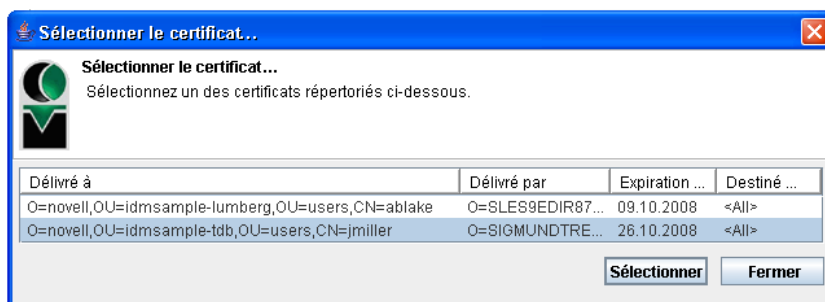 Sélectionner le certificat...
Sélectionner le certificat...
Sélectionnez un des certificats répertoriés ci-dessous.
Délivré à Délivré par Expiration ... Destiné ...
O=novell,OU=idmsample-lumberg,OU=users,CN=ablake O=SLES9EDIR87... 09.10.2008 <All>
O=novell,OU=idmsample-tdb,OU=users,CN=jmiller O=SIGMUNDTRE... 26.10.2008 <All>
Sélectionner Fermer